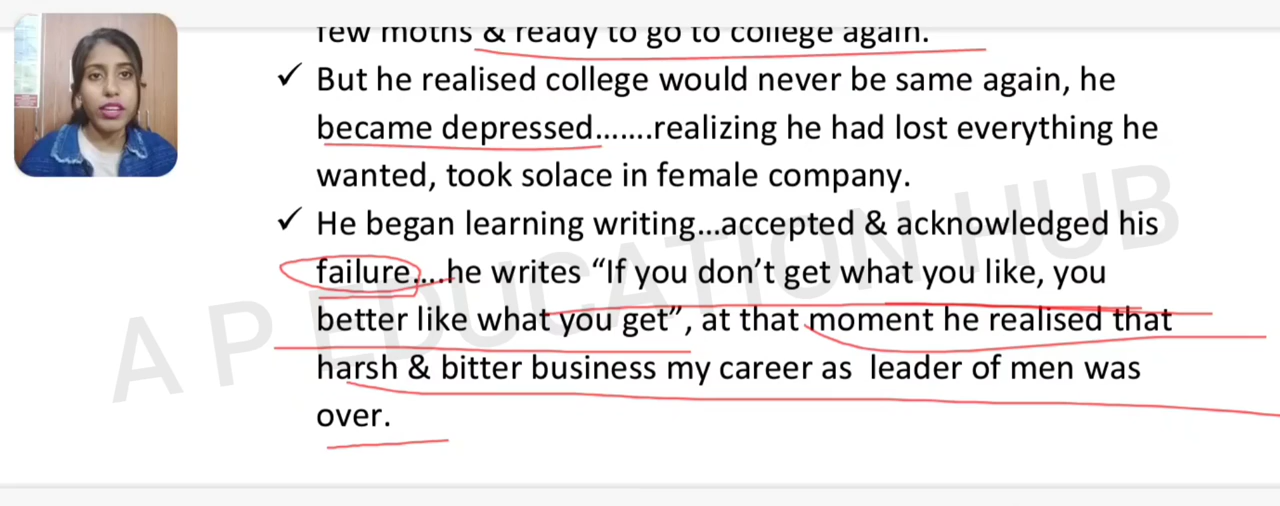 few moths & ready to go to college again.
✓ But he realised college would never be same again, he
became depressed.......realizing he had lost everything he
wanted, took solace in female company.
✓ He began learning writing...accepted & acknowledged his
failure....he writes “If you don’t get what you like, you
better like what you get”, at that moment he realised that
harsh & bitter business my career as leader of men was
over.
A P EDUCATION HUB